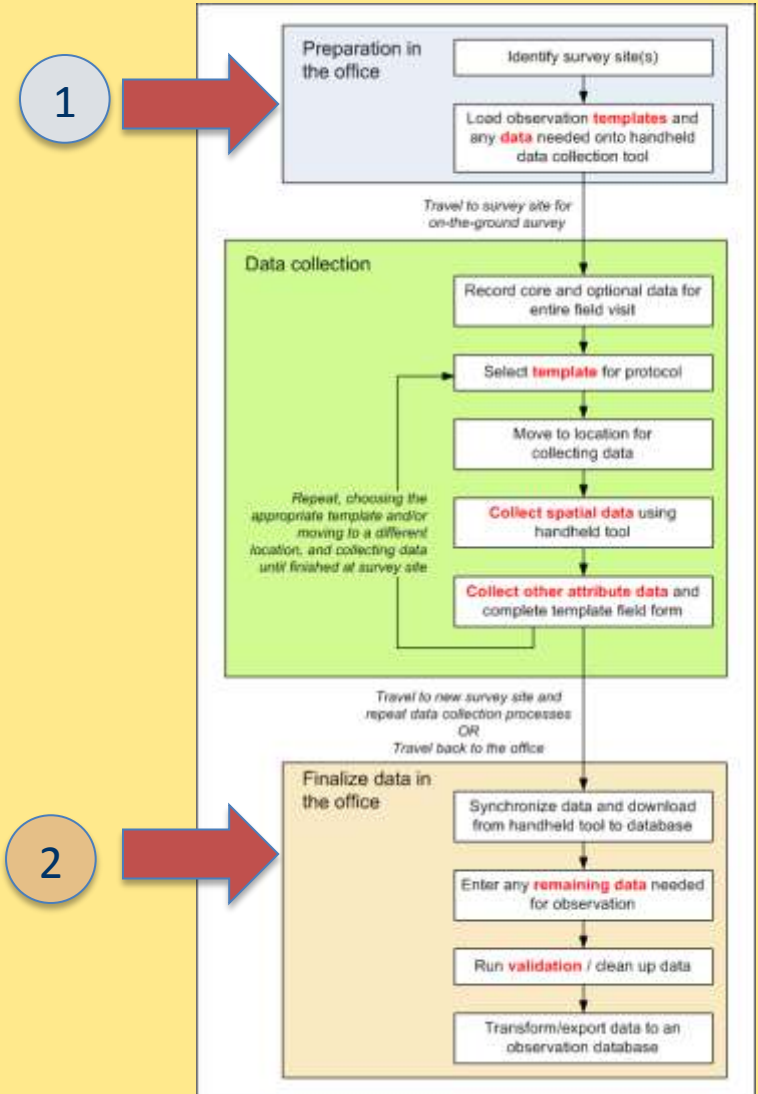 1
Preparation in
the office
Identify survey site(s)
Load observation templates and
any data needed onto handheld
data collection tool
Travel to survey site for
on-the-ground survey
Data collection
Record core and optional data for
entire field visit
Select template for protocol
Move to location for
collecting data
Repeat, choosing the
appropriate template and/or
moving to a different
location, and collecting data
until finished at survey site
Collect spatial data using
handheld tool
Collect other attribute data and
complete template field form
Travel to new survey site and
repeat data collection processes
OR
Travel back to the office
2
Finalize data in
the office
Synchronize data and download
from handheld tool to database
Enter any remaining data needed
for observation
Run validation / clean up data
Transform/export data to an
observation database